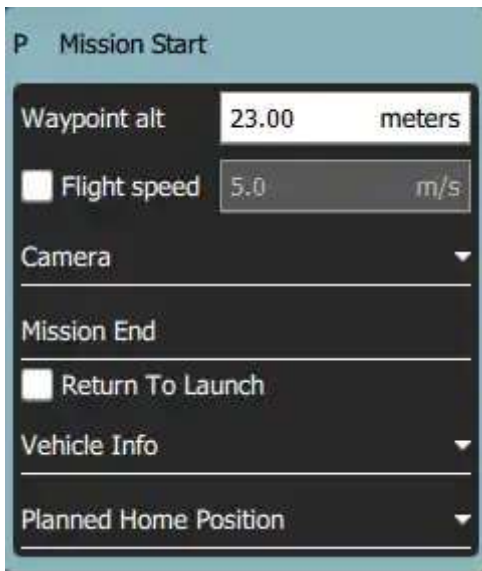 P Mission Start
Waypoint alt 23.00 meters
Flight speed 5.0 m/s
Camera
Mission End
Return To Launch
Vehicle Info
Planned Home Position